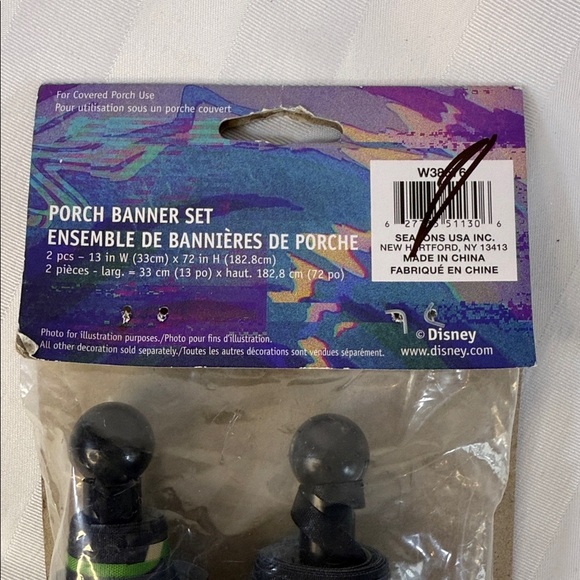 For Covered Porch Use
Pour utilisation sous un porche couvert
PORCH BANNER SET
ENSEMBLE DE BANNIÈRES DE PORCHE
2 pcs – 13 in W (33cm) x 72 in H (182.8cm)
2 pièces - larg. = 33 cm (13 po) x haut. 182,8 cm (72 po)
Photo for illustration purposes./Photo pour fins d'illustration.
All other decoration sold separately./Toutes les autres décorations sont vendues séparément.
SEASONS USA INC.
NEW HARTFORD, NY 13413
MADE IN CHINA
FABRIQUÉ EN CHINE
© Disney
www.disney.com